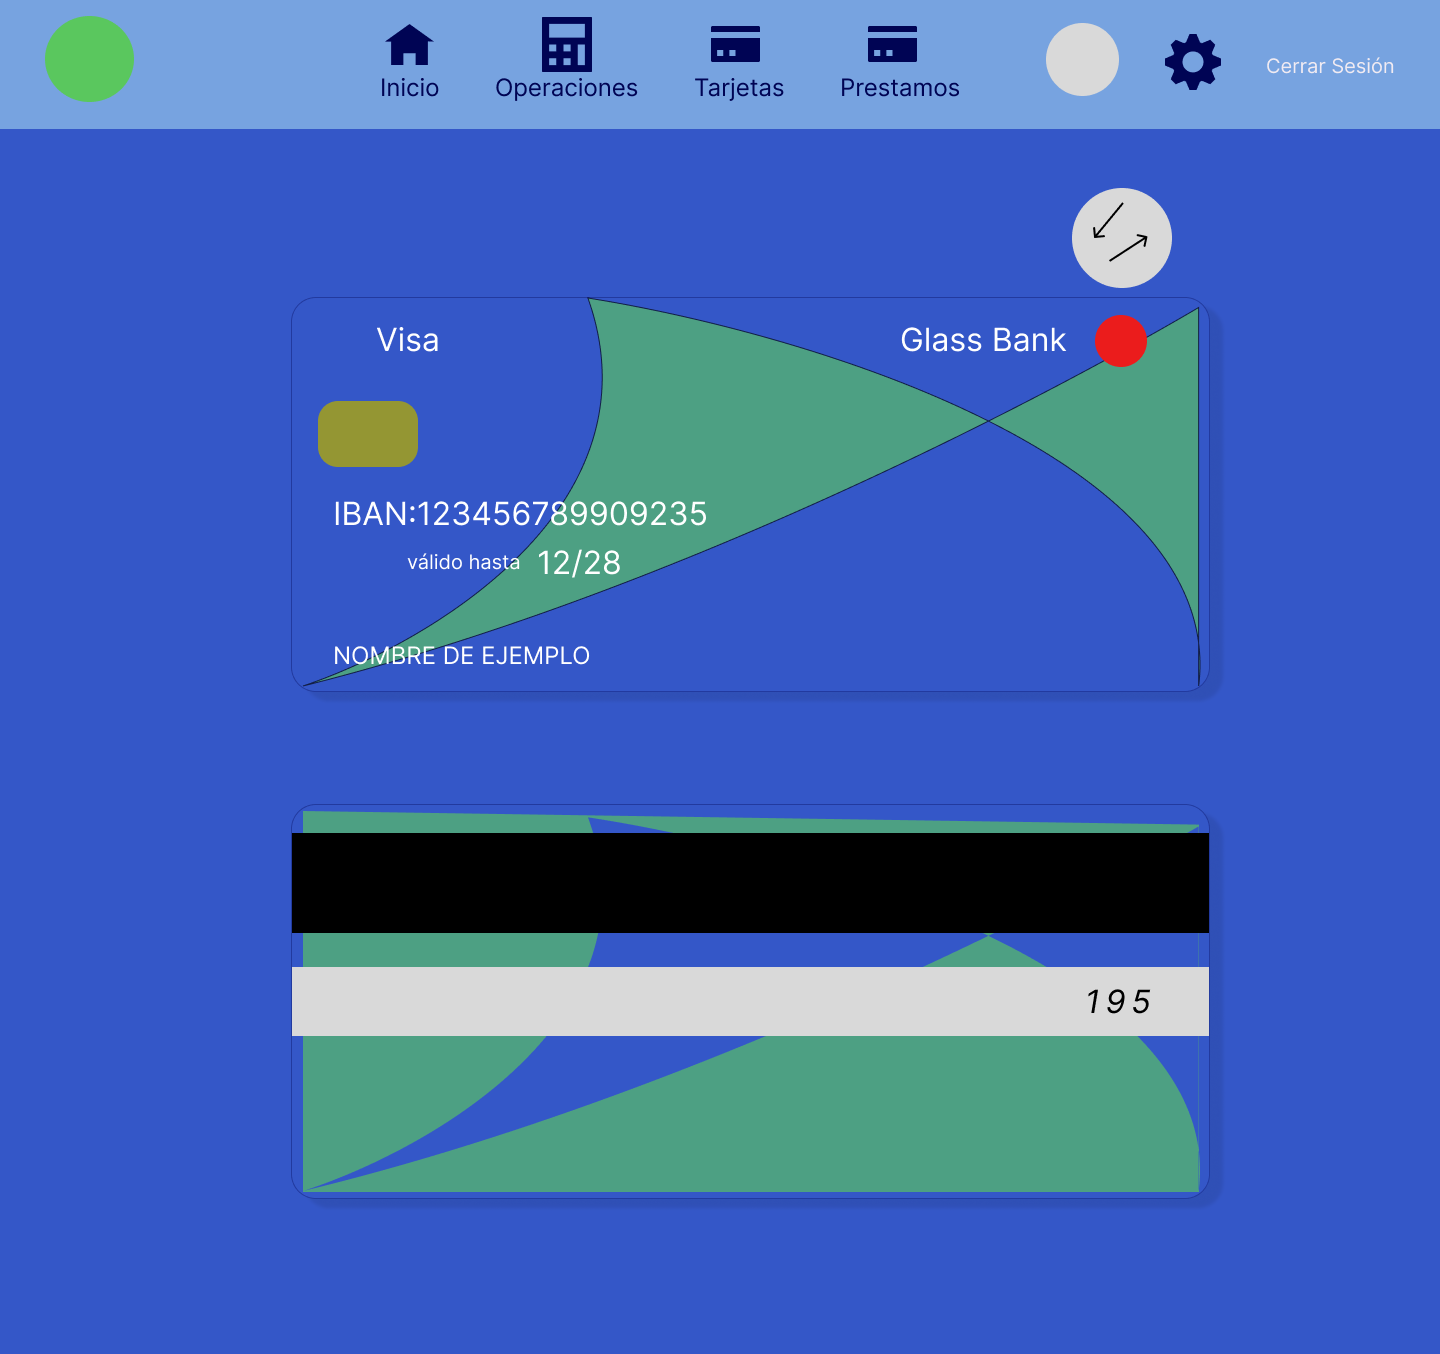 Inicio Operaciones Tarjetas Prestamos Cerrar Sesión
Visa Glass Bank
IBAN:123456789909235
válido hasta 12/28
NOMBRE DE EJEMPLO
195